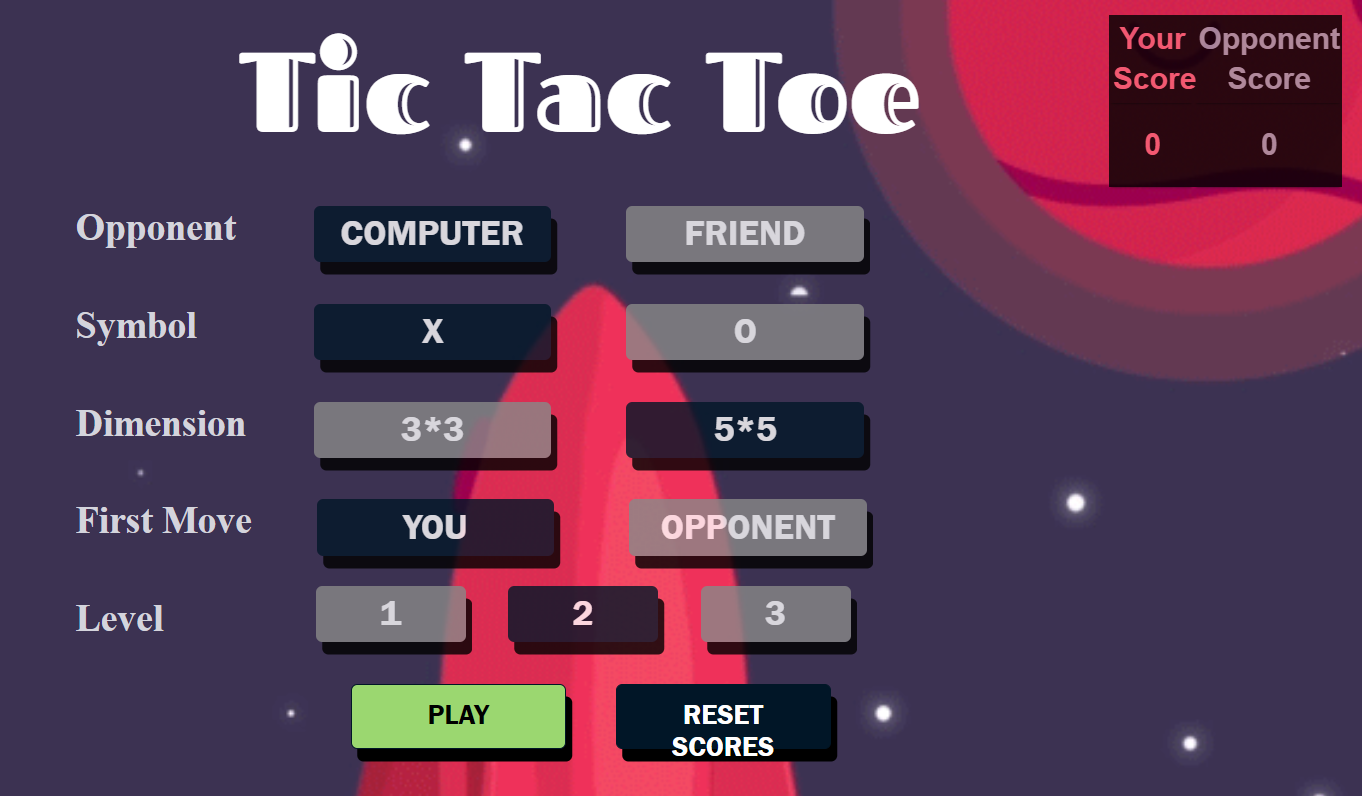 Tic Tac Toe
Your Opponent
Score Score
0 0
Opponent COMPUTER FRIEND
Symbol X O
Dimension 3*3 5*5
First Move YOU OPPONENT
Level 1 2 3
PLAY RESET
SCORES